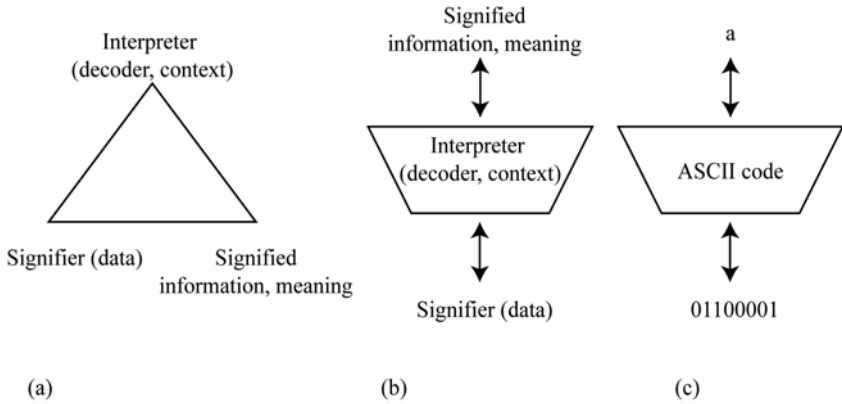 Interpreter
(decoder, context)
Signifier (data)
Signified
information, meaning
(a)
Signified
information, meaning
Interpreter
(decoder, context)
Signifier (data)
(b)
a
ASCII code
01100001
(c)